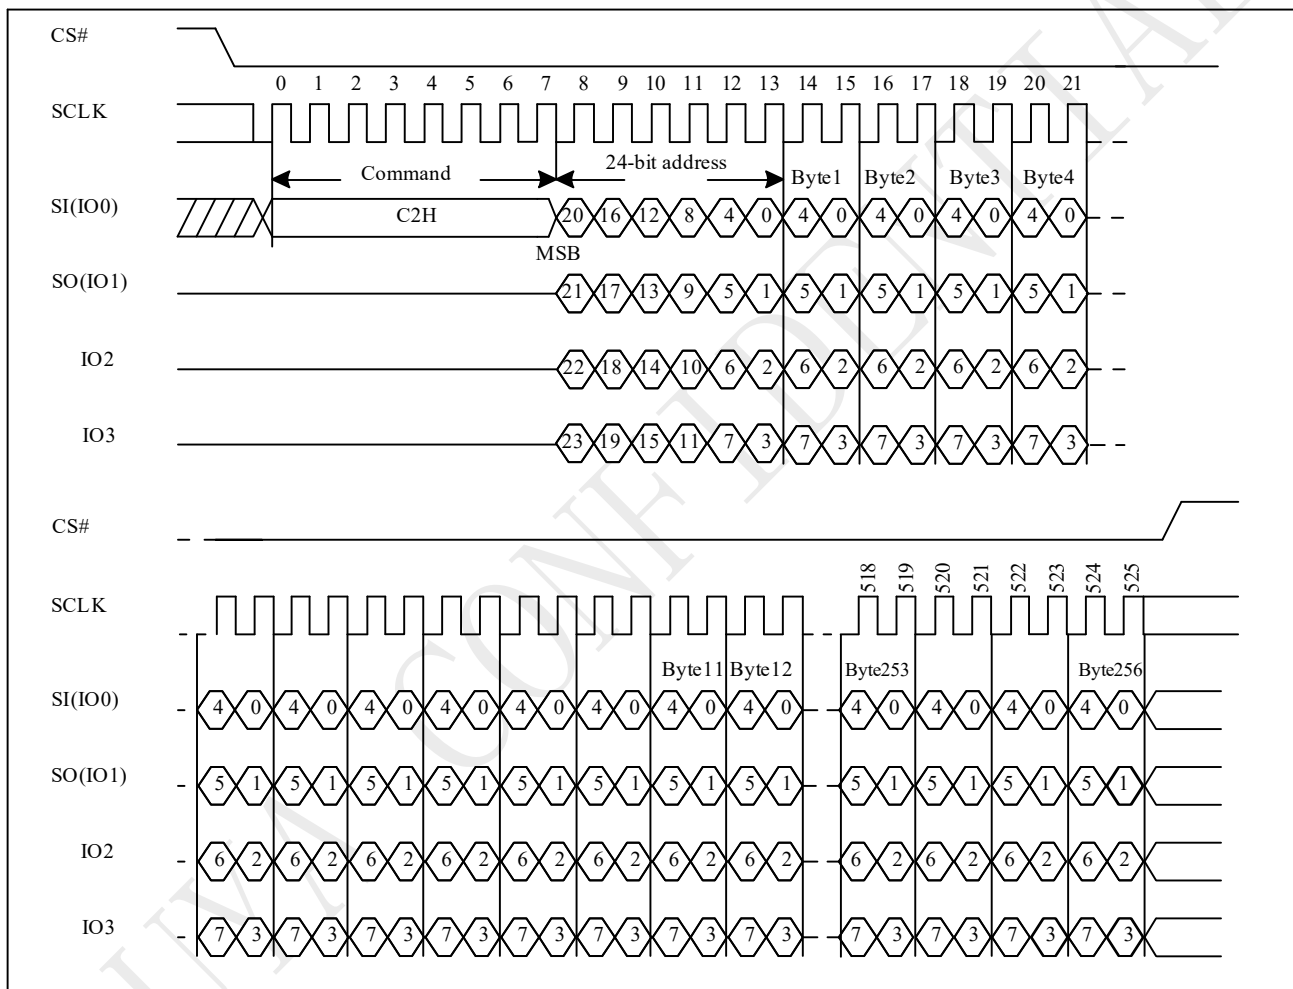 CS#
0 1 2 3 4 5 6 7 8 9 10 11 12 13 14 15 16 17 18 19 20 21
SCLK
Command 24-bit address Byte1 Byte2 Byte3 Byte4
SI(IO0) C2H 20 16 12 8 4 0 4 0 4 0 4 0 4 0
MSB
SO(IO1) 21 17 13 9 5 1 5 1 5 1 5 1 5 1
IO2 22 18 14 10 6 2 6 2 6 2 6 2 6 2
IO3 23 19 15 11 7 3 7 3 7 3 7 3 7 3
CS#
518 519 520 521 522 523 524 525
SCLK
Byte11 Byte12 Byte253 Byte256
SI(IO0) 4 0 4 0 4 0 4 0 4 0 4 0 4 0 4 0 4 0 4 0 4 0 4 0
SO(IO1) 5 1 5 1 5 1 5 1 5 1 5 1 5 1 5 1 5 1 5 1 5 1 5 1
IO2 6 2 6 2 6 2 6 2 6 2 6 2 6 2 6 2 6 2 6 2 6 2 6 2
IO3 7 3 7 3 7 3 7 3 7 3 7 3 7 3 7 3 7 3 7 3 7 3 7 3